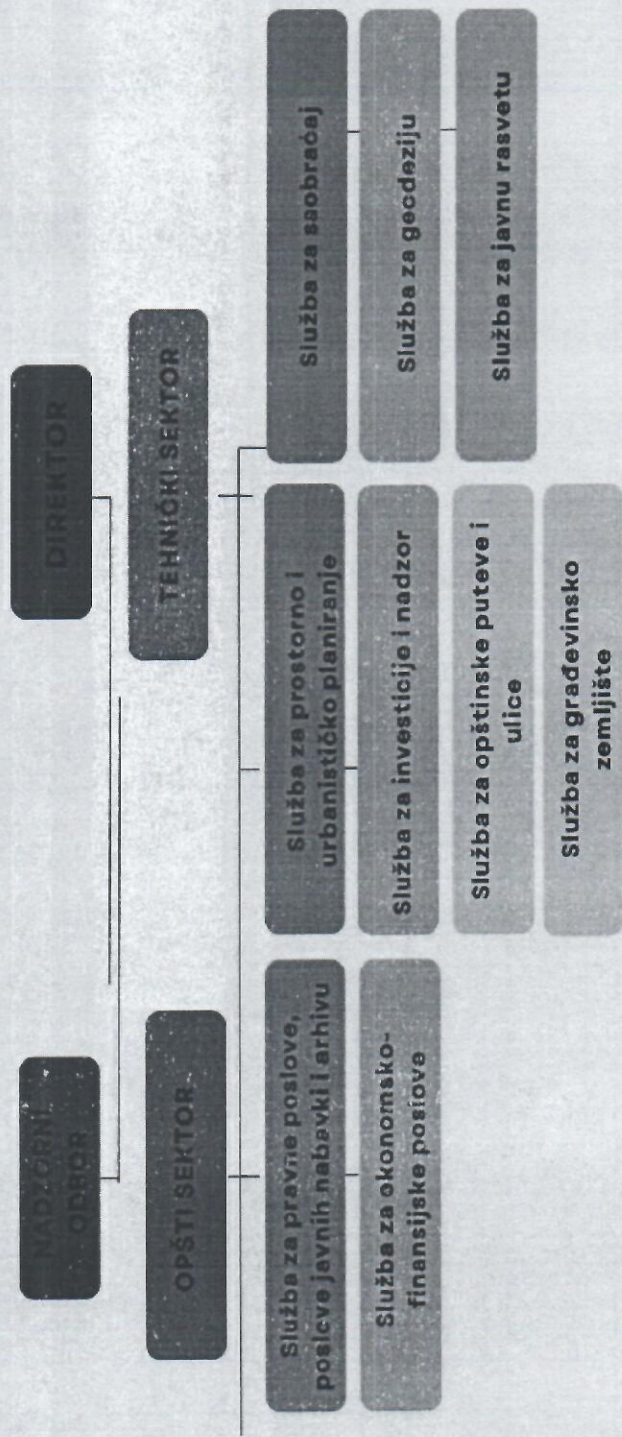 NADZORNI
ODBOR
DIREKTOR
OPŠTI SEKTOR
TEHNIČKI SEKTOR
Služba za pravne poslove,
poslove javnih nabavki i arhivu
Služba za okonomsko-
finansijske poslove
Služba za prostorno i
urbanističko planiranje
Služba za investicije i nadzor
Služba za opštinske puteve i
ulice
Služba za građevinsko
zemljište
Služba za saobraćaj
Služba za geodeziju
Služba za javnu rasvetu